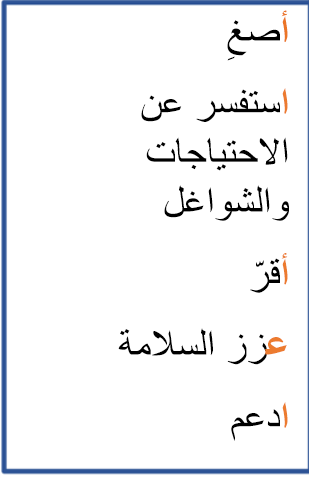 أصغِ
استفسر عن
الاحتياجات
والشواغل
أقرّ
عزز السلامة
ادعم